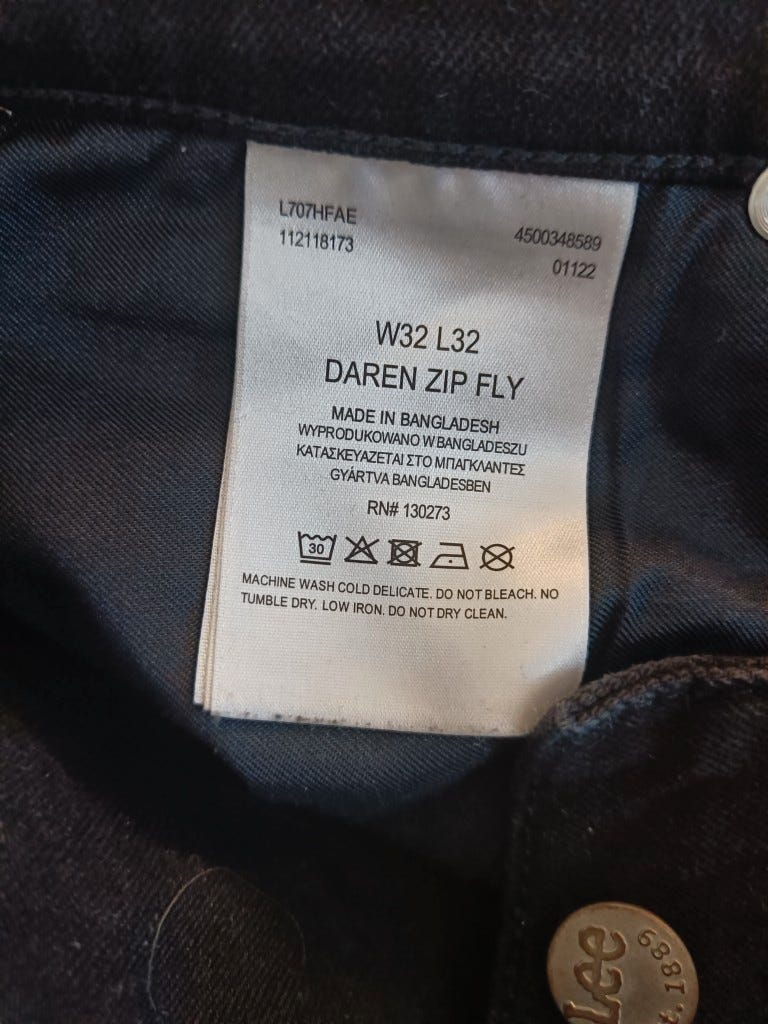 L707HFAE
112118173
4500348589
01122
W32 L32
DAREN ZIP FLY
MADE IN BANGLADESH
WYPRODUKOWANO W BANGLADESZU
ΚΑΤΑΣΚΕΥΑΖΕΤΑΙ ΣΤΟ ΜΠΑΓΚΛΑΝΤΕΣ
GYÁRTVA BANGLADESBEN
RN# 130273
30
MACHINE WASH COLD DELICATE. DO NOT BLEACH. NO
TUMBLE DRY. LOW IRON. DO NOT DRY CLEAN.
Lee
1889